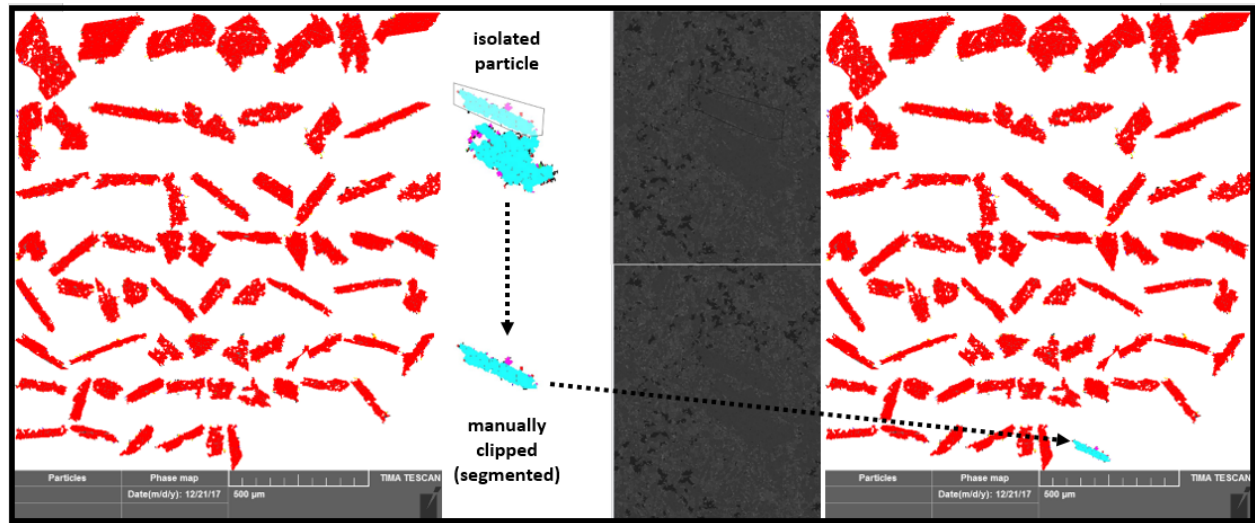 isolated
particle
manually
clipped
(segmented)
Particles
Phase map
TIMA TESCAN
Date(m/d/y): 12/21/17
500 µm
Particles
Phase map
TIMA TESCAN
Date(m/d/y): 12/21/17
500 µm